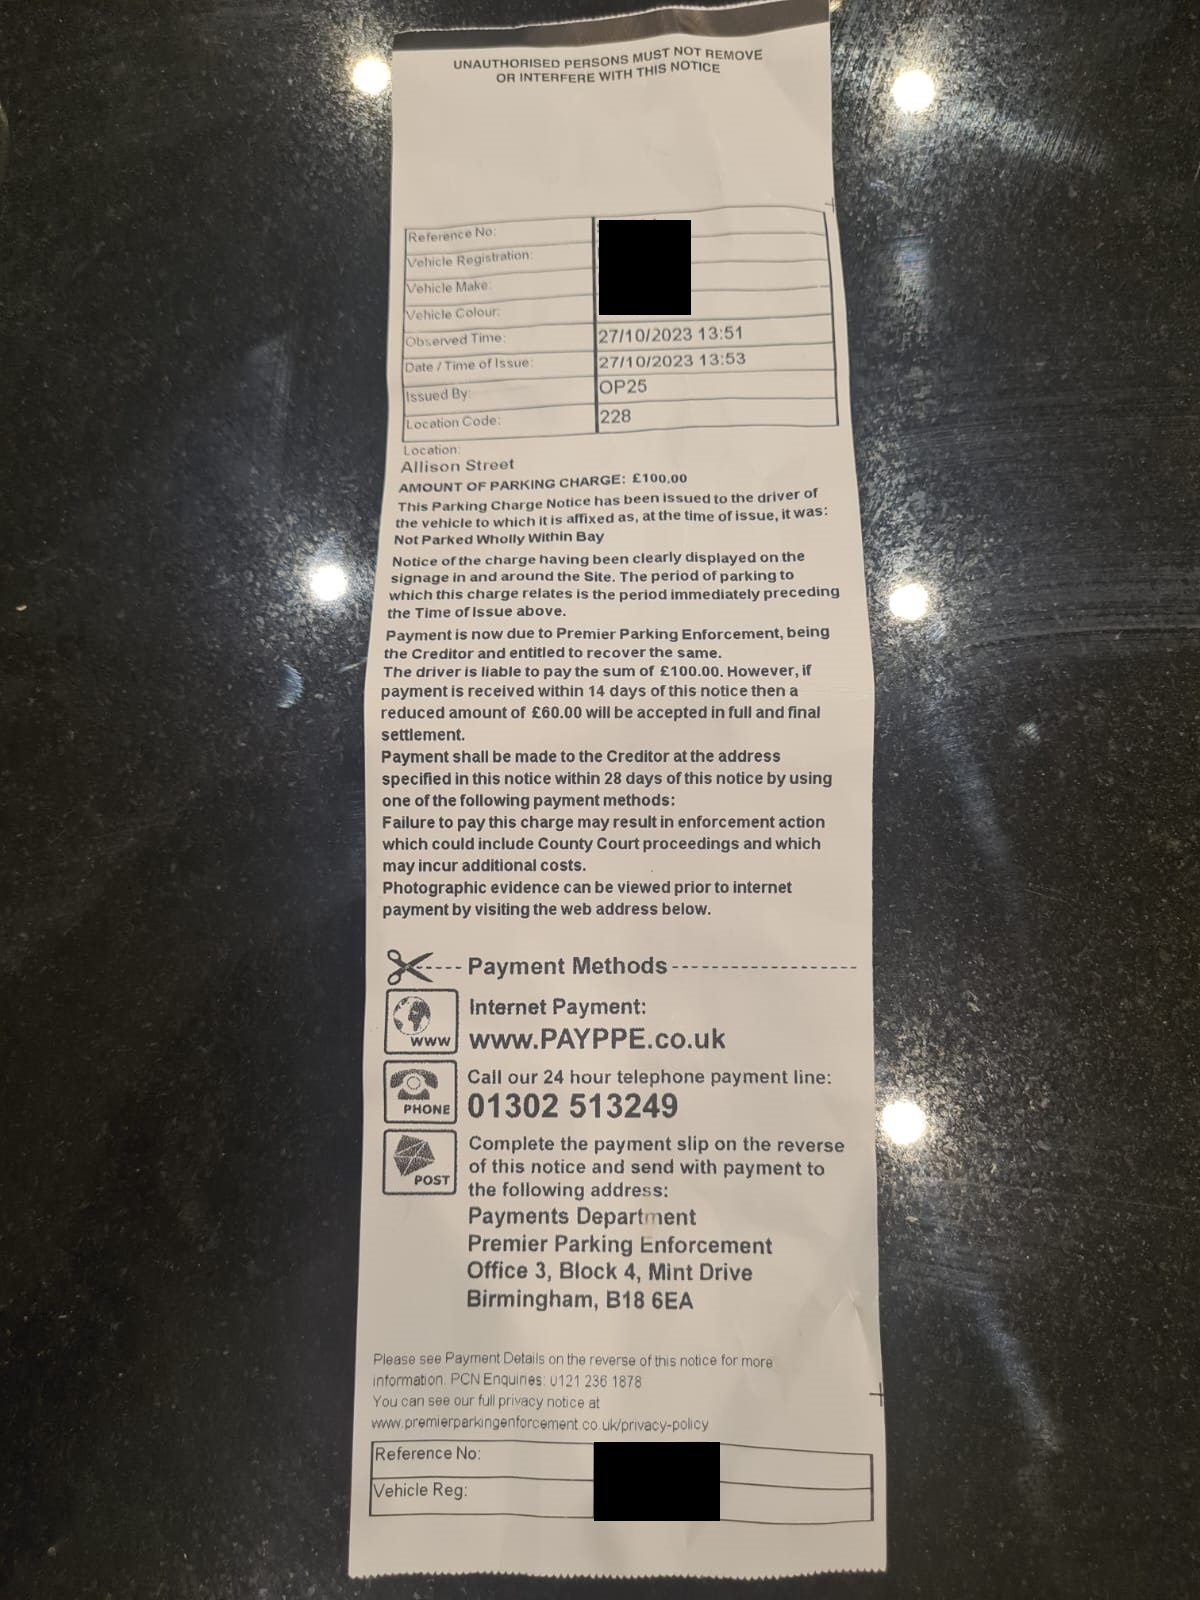 UNAUTHORISED PERSONS MUST NOT REMOVE
OR INTERFERE WITH THIS NOTICE
Reference No:
Vehicle Registration:
Vehicle Make:
Vehicle Colour:
Observed Time: 27/10/2023 13:51
Date / Time of Issue: 27/10/2023 13:53
Issued By: OP25
Location Code: 228
Location:
Allison Street
AMOUNT OF PARKING CHARGE: £100.00
This Parking Charge Notice has been issued to the driver of
the vehicle to which it is affixed as, at the time of issue, it was:
Not Parked Wholly Within Bay
Notice of the charge having been clearly displayed on the
signage in and around the Site. The period of parking to
which this charge relates is the period immediately preceding
the Time of Issue above.
Payment is now due to Premier Parking Enforcement, being
the Creditor and entitled to recover the same.
The driver is liable to pay the sum of £100.00. However, if
payment is received within 14 days of this notice then a
reduced amount of £60.00 will be accepted in full and final
settlement.
Payment shall be made to the Creditor at the address
specified in this notice within 28 days of this notice by using
one of the following payment methods:
Failure to pay this charge may result in enforcement action
which could include County Court proceedings and which
may incur additional costs.
Photographic evidence can be viewed prior to internet
payment by visiting the web address below.
Payment Methods
Internet Payment:
WWW www.PAYPPE.co.uk
Call our 24 hour telephone payment line:
PHONE 01302 513249
Complete the payment slip on the reverse
of this notice and send with payment to
POST the following address:
Payments Department
Premier Parking Enforcement
Office 3, Block 4, Mint Drive
Birmingham, B18 6EA
Please see Payment Details on the reverse of this notice for more
information. PCN Enquiries: 0121 236 1878
You can see our full privacy notice at
www.premierparkingenforcement.co.uk/privacy-policy
Reference No:
Vehicle Reg: